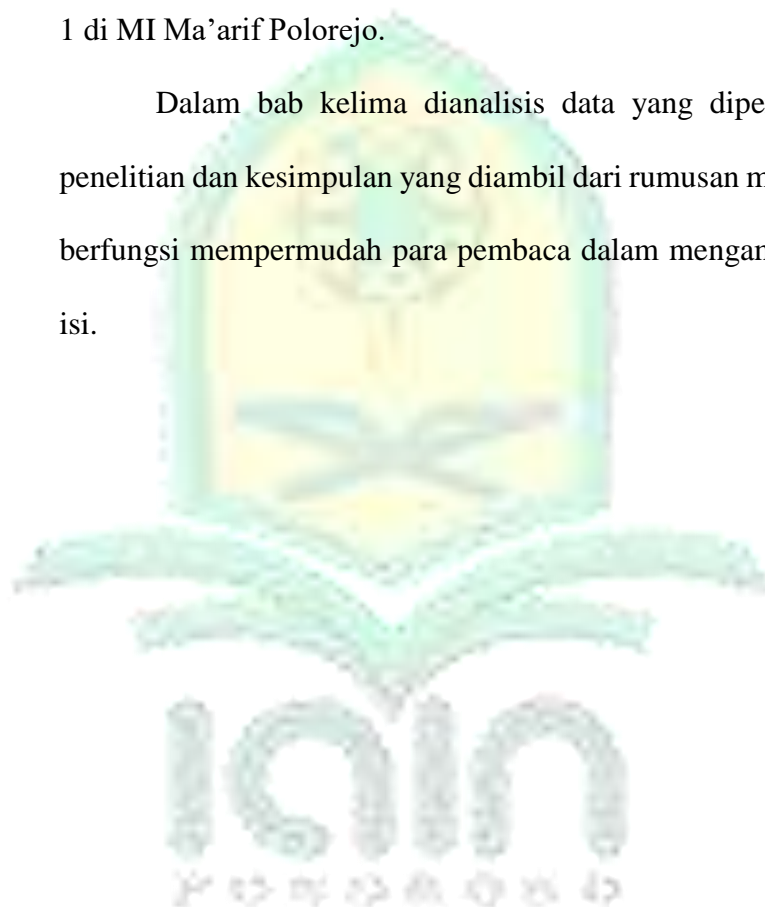 1 di MI Ma’arif Polorejo.
Dalam bab kelima dianalisis data yang dipe
penelitian dan kesimpulan yang diambil dari rumusan m
berfungsi mempermudah para pembaca dalam mengan
isi.
iain